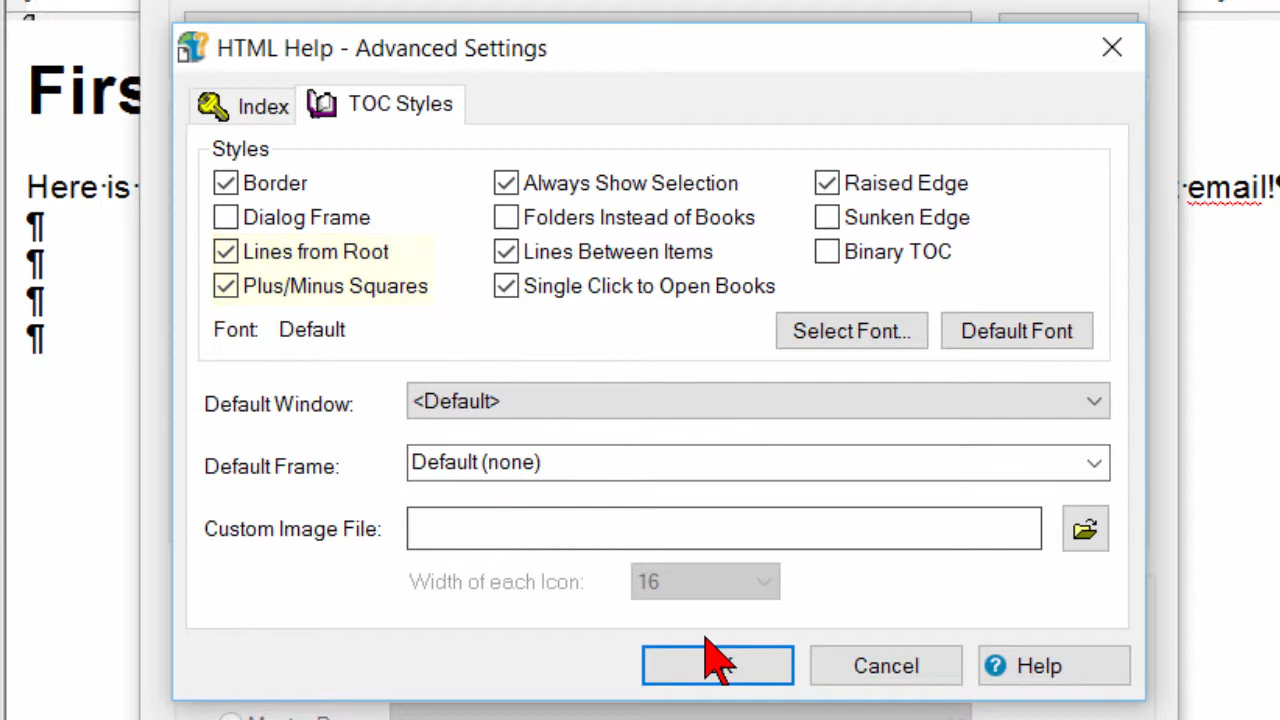 Firs
HTML Help - Advanced Settings
Index
TOC Styles
Here·is·
·email!¶
Styles
Border
Always Show Selection
Raised Edge
Dialog Frame
Folders Instead of Books
Sunken Edge
Lines from Root
Lines Between Items
Binary TOC
Plus/Minus Squares
Single Click to Open Books
¶
¶
¶
¶
Font: Default
Select Font...
Default Font
Default Window:
<Default>
Default Frame:
Default (none)
Custom Image File:
Width of each Icon:
16
Cancel
Help